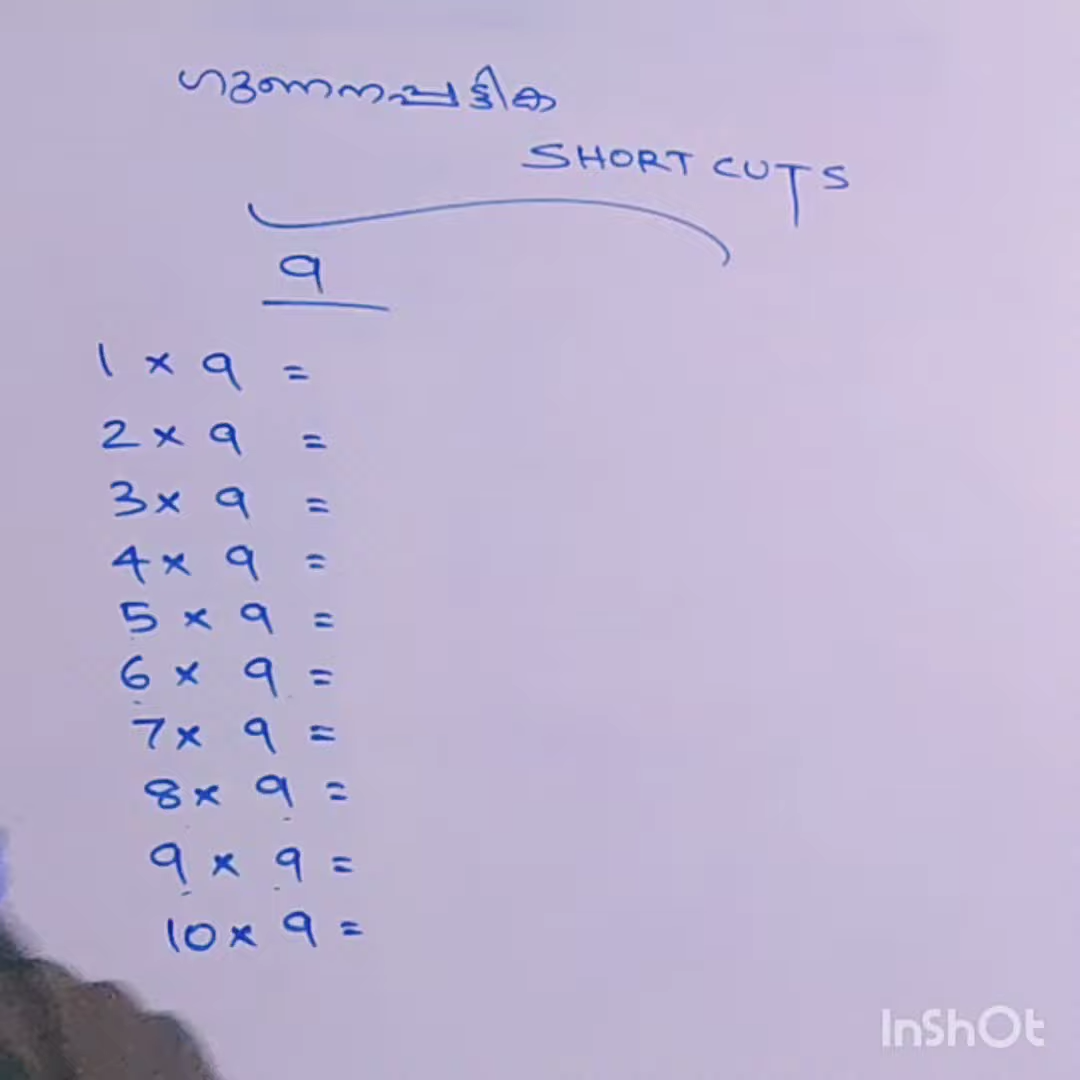 ഗുണനപ്പട്ടിക
SHORT CUTS
9
1 × 9 =
2 × 9 =
3 × 9 =
4 × 9 =
5 × 9 =
6 × 9 =
7 × 9 =
8 × 9 =
9 × 9 =
10 × 9 =
InShOt